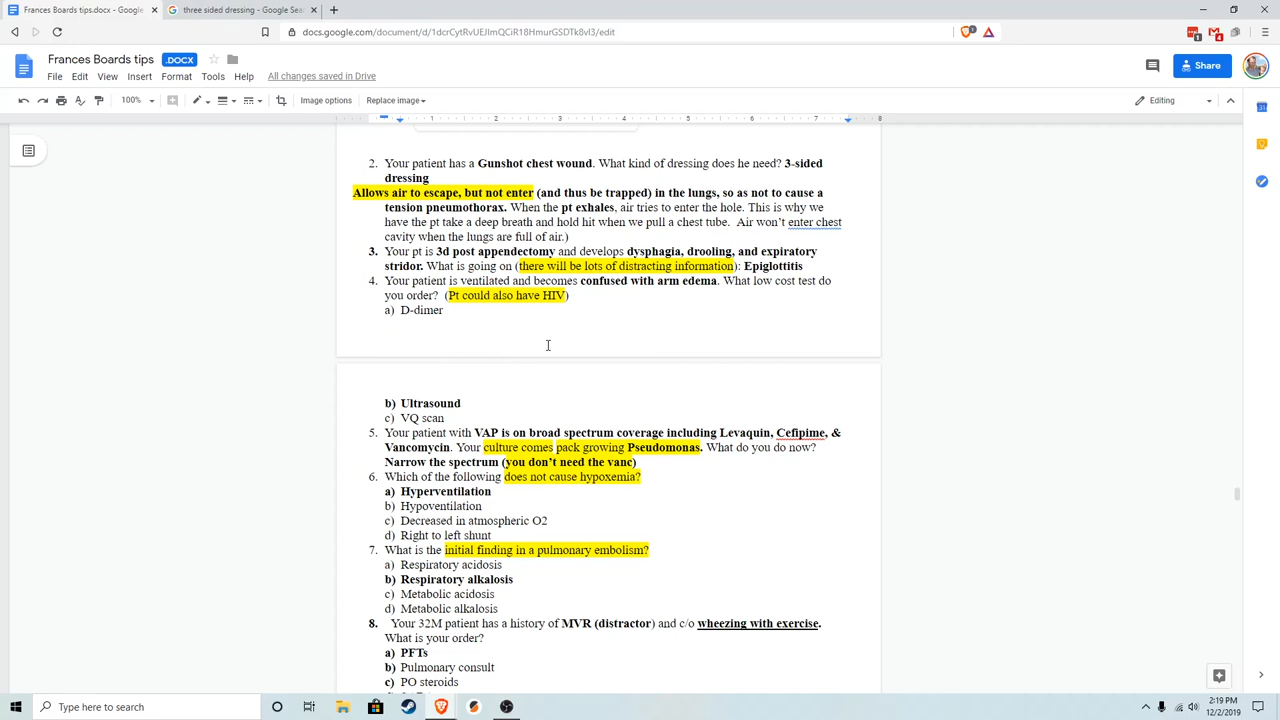 Frances Boards tips.docx - Google
three sided dressing - Google Sea
docs.google.com/document/d/1dcrCytRvUEJlmQCiR18HmurGSDTk8vI3/edit
Frances Boards tips .DOCX
File Edit View Insert Format Tools Help All changes saved in Drive
Share
100% Image options Replace image Editing
1 2 3 4 5 6 7 8
2. Your patient has a Gunshot chest wound. What kind of dressing does he need? 3-sided
dressing
Allows air to escape, but not enter (and thus be trapped) in the lungs, so as not to cause a
tension pneumothorax. When the pt exhales, air tries to enter the hole. This is why we
have the pt take a deep breath and hold hit when we pull a chest tube. Air won't enter chest
cavity when the lungs are full of air.)
3. Your pt is 3d post appendectomy and develops dysphagia, drooling, and expiratory
stridor. What is going on (there will be lots of distracting information): Epiglottitis
4. Your patient is ventilated and becomes confused with arm edema. What low cost test do
you order? (Pt could also have HIV)
a) D-dimer
b) Ultrasound
c) VQ scan
5. Your patient with VAP is on broad spectrum coverage including Levaquin, Cefipime, &
Vancomycin. Your culture comes pack growing Pseudomonas. What do you do now?
Narrow the spectrum (you don't need the vanc)
6. Which of the following does not cause hypoxemia?
a) Hyperventilation
b) Hypoventilation
c) Decreased in atmospheric O2
d) Right to left shunt
7. What is the initial finding in a pulmonary embolism?
a) Respiratory acidosis
b) Respiratory alkalosis
c) Metabolic acidosis
d) Metabolic alkalosis
8. Your 32M patient has a history of MVR (distractor) and c/o wheezing with exercise.
What is your order?
a) PFTs
b) Pulmonary consult
c) PO steroids
Type here to search
2:19 PM
12/2/2019